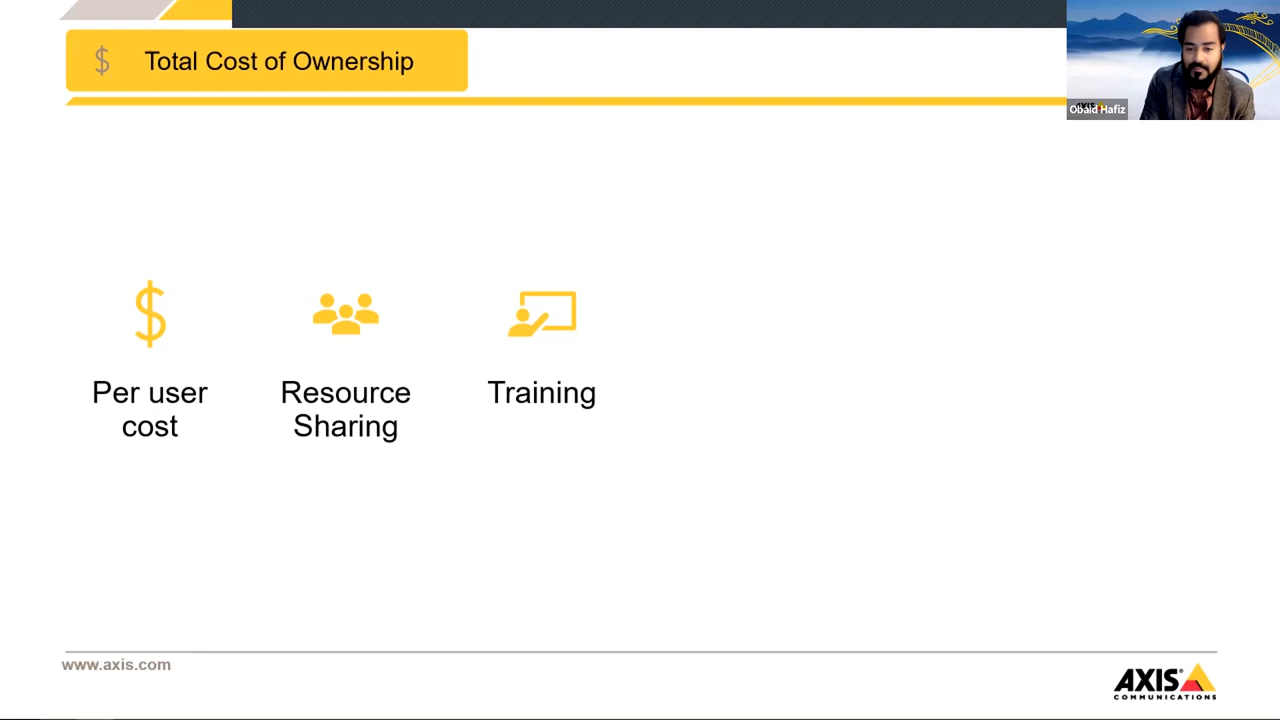 $ Total Cost of Ownership
Obaid Hafiz
$
Per user
cost
Resource
Sharing
Training
www.axis.com
AXIS
COMMUNICATIONS